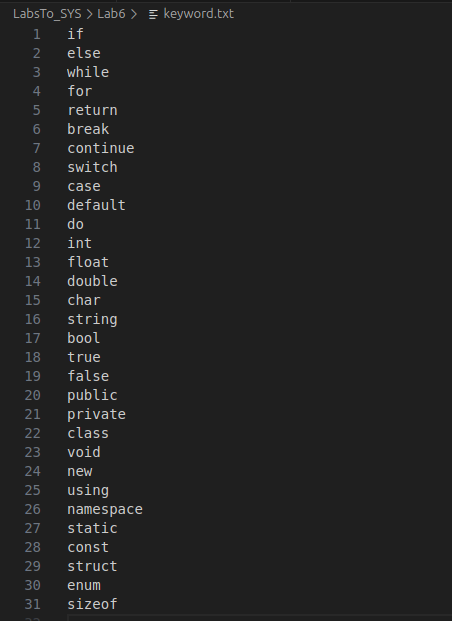 LabsTo_SYS > Lab6 > keyword.txt
1 if
2 else
3 while
4 for
5 return
6 break
7 continue
8 switch
9 case
10 default
11 do
12 int
13 float
14 double
15 char
16 string
17 bool
18 true
19 false
20 public
21 private
22 class
23 void
24 new
25 using
26 namespace
27 static
28 const
29 struct
30 enum
31 sizeof